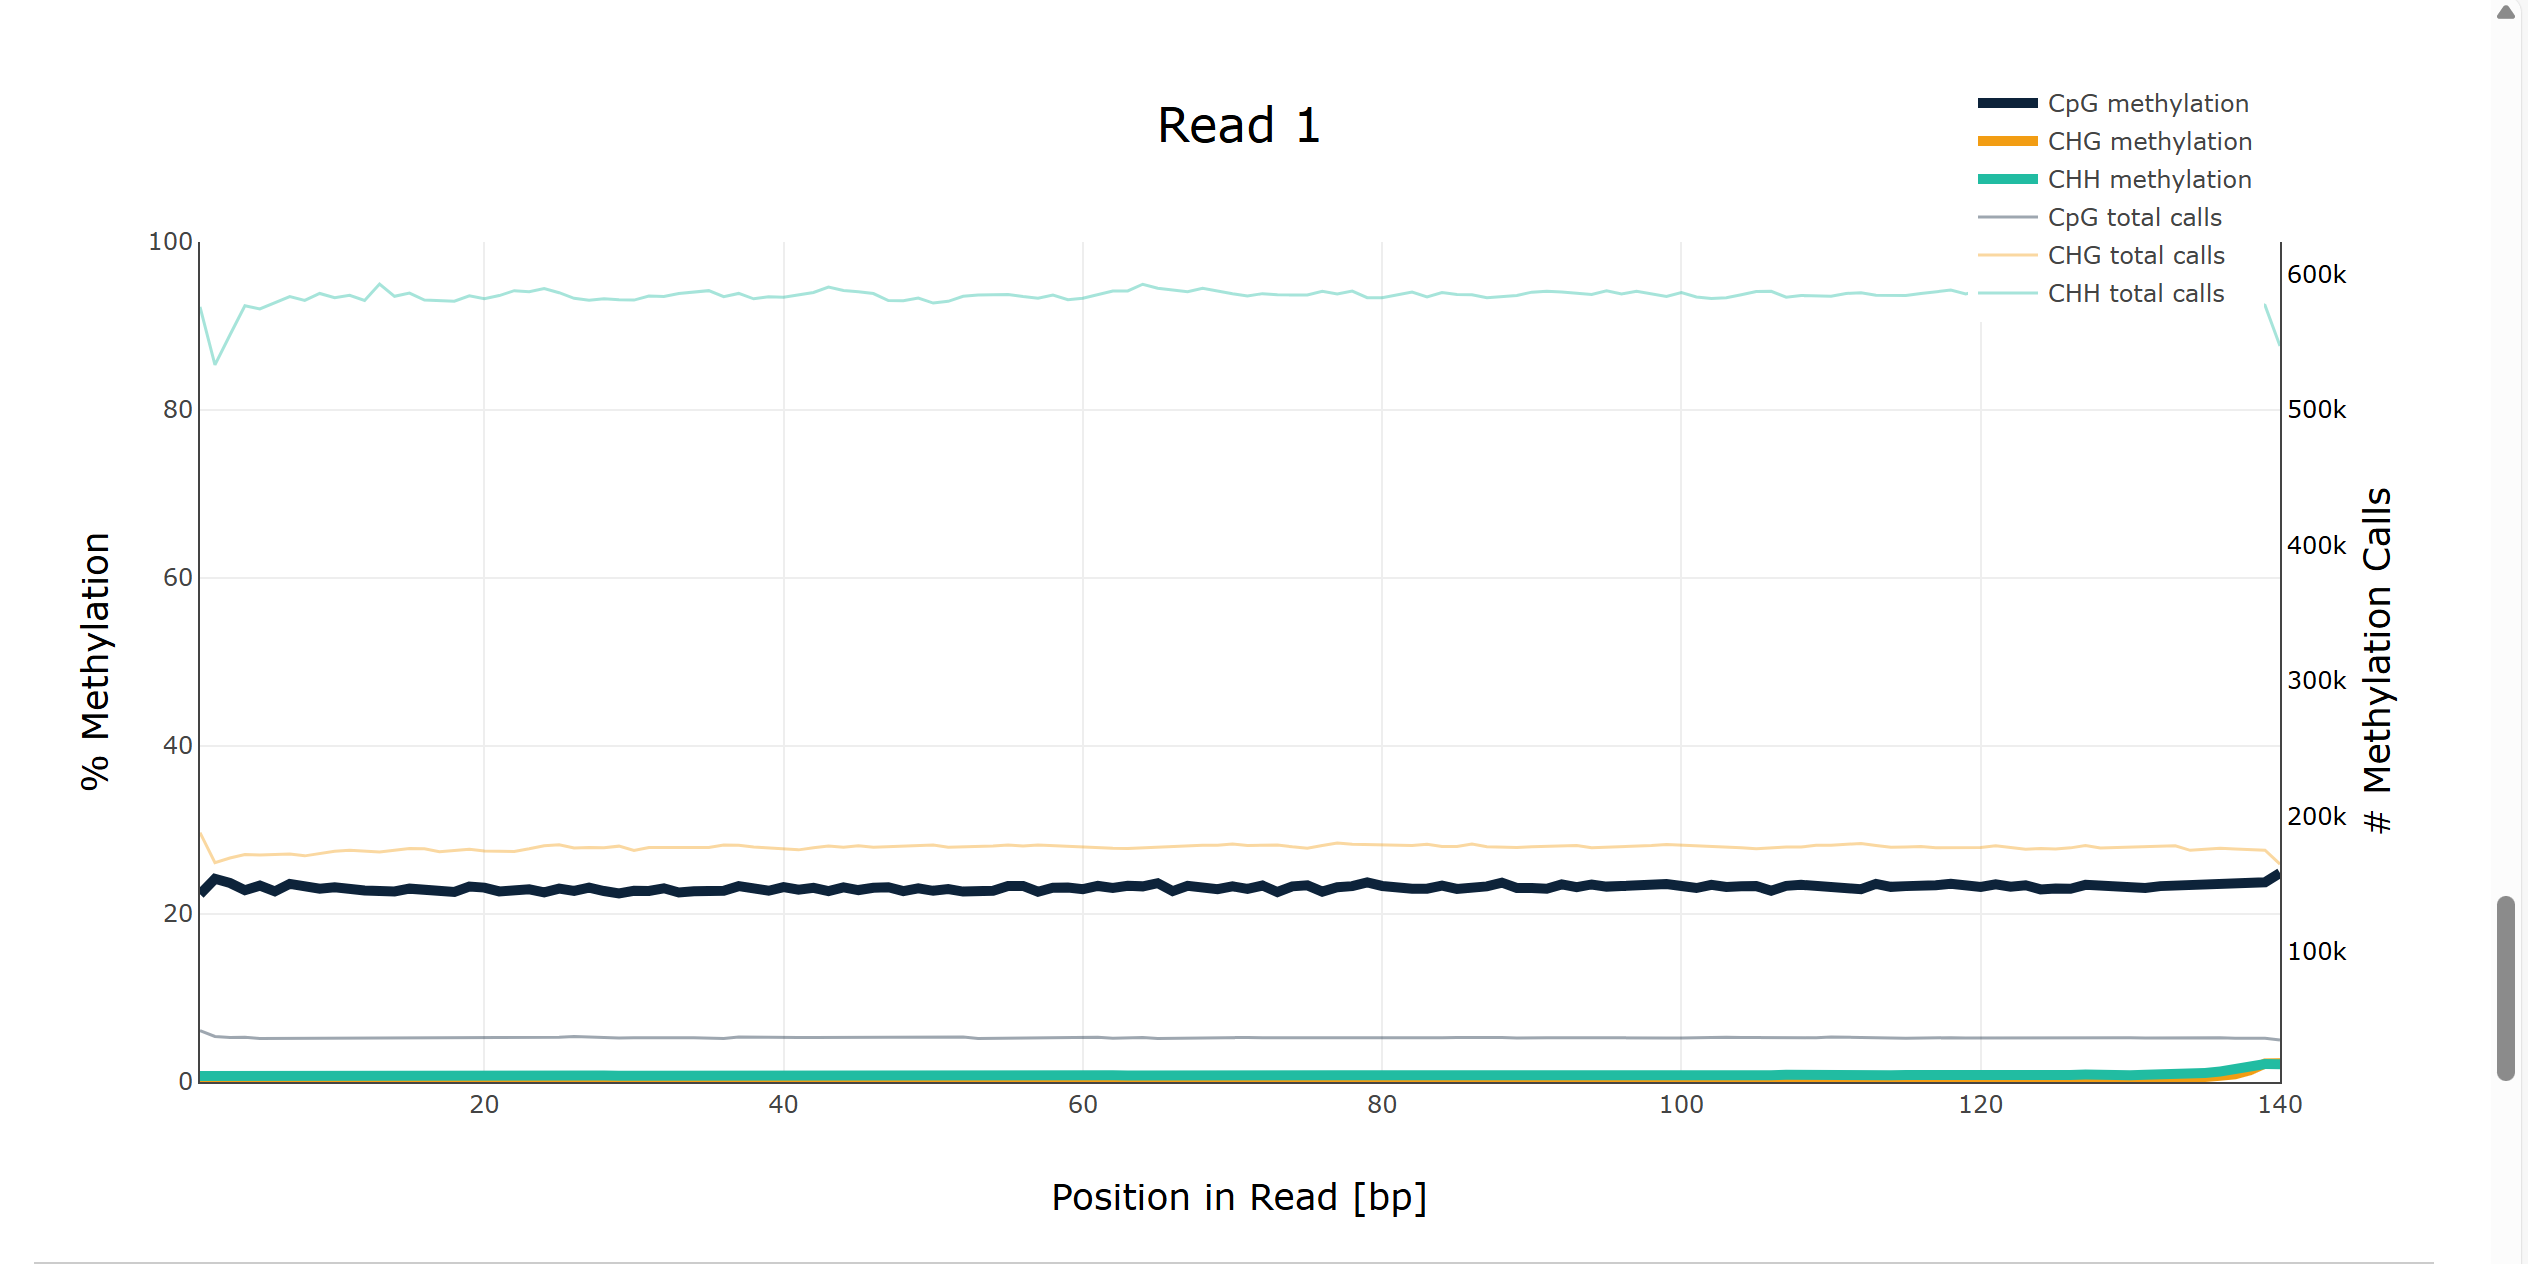 Read 1
CpG methylation
CHG methylation
CHH methylation
CpG total calls
CHG total calls
CHH total calls
100
80
60
40
20
0
% Methylation
600k
500k
400k
300k
200k
100k
# Methylation Calls
20
40
60
80
100
120
140
Position in Read [bp]